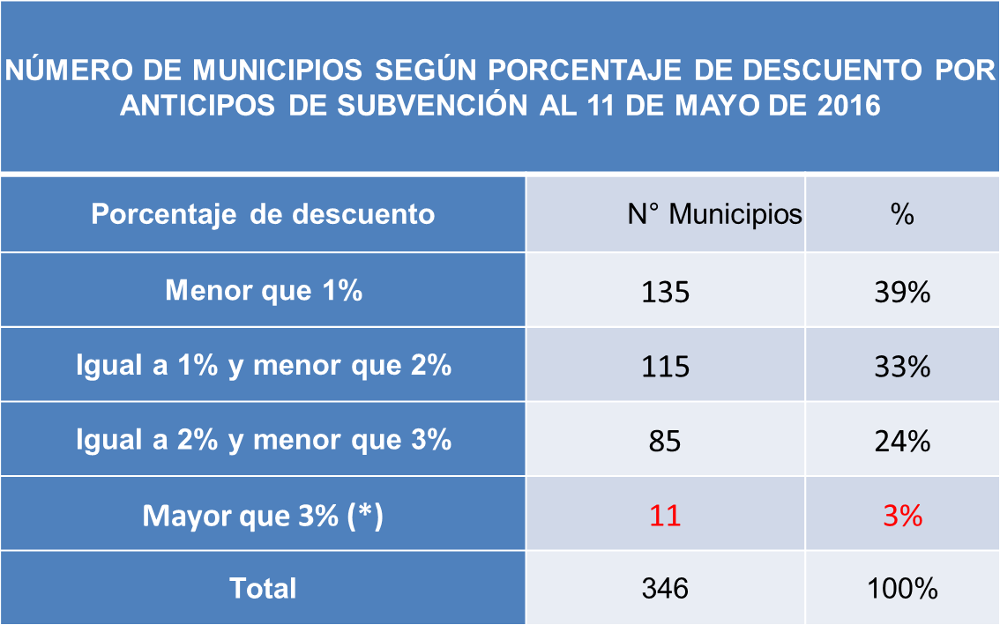 NÚMERO DE MUNICIPIOS SEGÚN PORCENTAJE DE DESCUENTO POR
ANTICIPOS DE SUBVENCIÓN AL 11 DE MAYO DE 2016
Porcentaje de descuento N° Municipios %
Menor que 1% 135 39%
Igual a 1% y menor que 2% 115 33%
Igual a 2% y menor que 3% 85 24%
Mayor que 3% (*) 11 3%
Total 346 100%